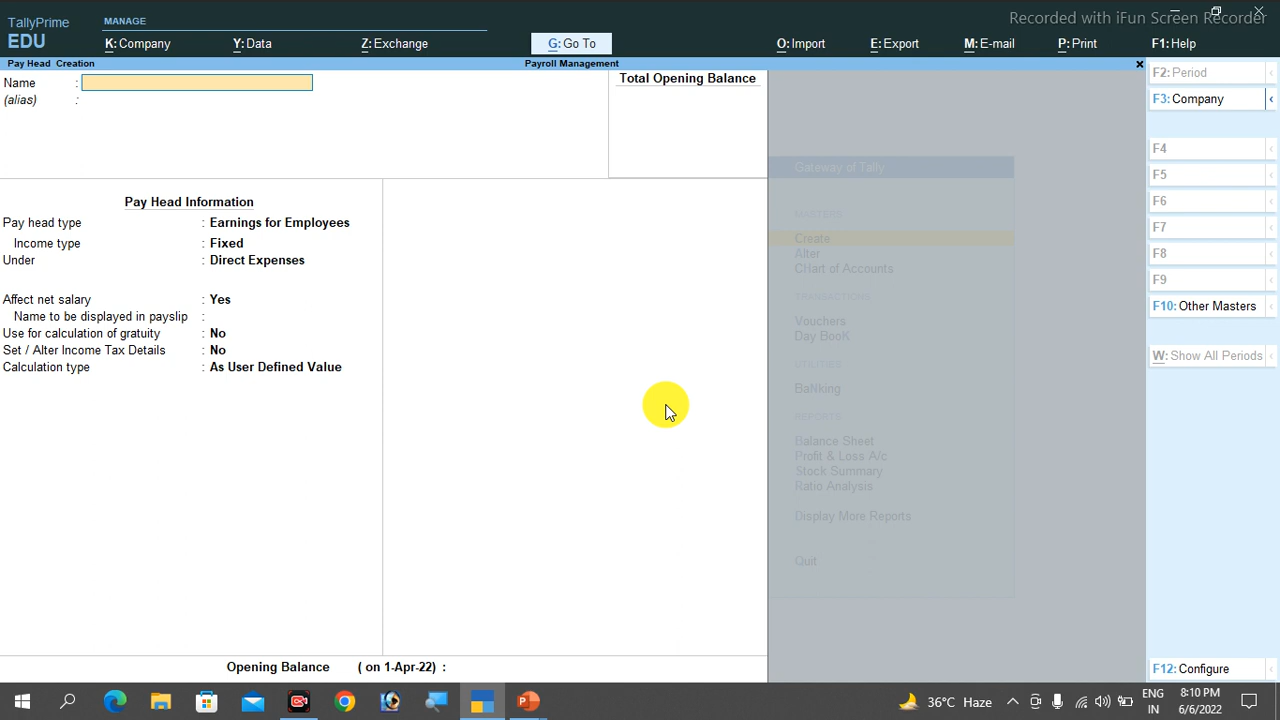 Recorded with iFun Screen Recorder
TallyPrime
EDU
MANAGE
K: Company
Y: Data
Z: Exchange
G: Go To
O: Import
E: Export
M: E-mail
P: Print
F1: Help
Pay Head Creation
Payroll Management
Name :
(alias) :
Total Opening Balance
Pay Head Information
Pay head type : Earnings for Employees
Income type : Fixed
Under : Direct Expenses
Affect net salary : Yes
Name to be displayed in payslip :
Use for calculation of gratuity : No
Set / Alter Income Tax Details : No
Calculation type : As User Defined Value
Opening Balance ( on 1-Apr-22) :
Gateway of Tally
MASTERS
Create
Alter
CHart of Accounts
TRANSACTIONS
Vouchers
Day BooK
UTILITIES
BaNking
REPORTS
Balance Sheet
Profit & Loss A/c
Stock Summary
Ratio Analysis
Display More Reports
Quit
F2: Period
F3: Company
F4
F5
F6
F7
F8
F9
F10: Other Masters
W: Show All Periods
F12: Configure
36°C Haze
ENG
IN
8:10 PM
6/6/2022